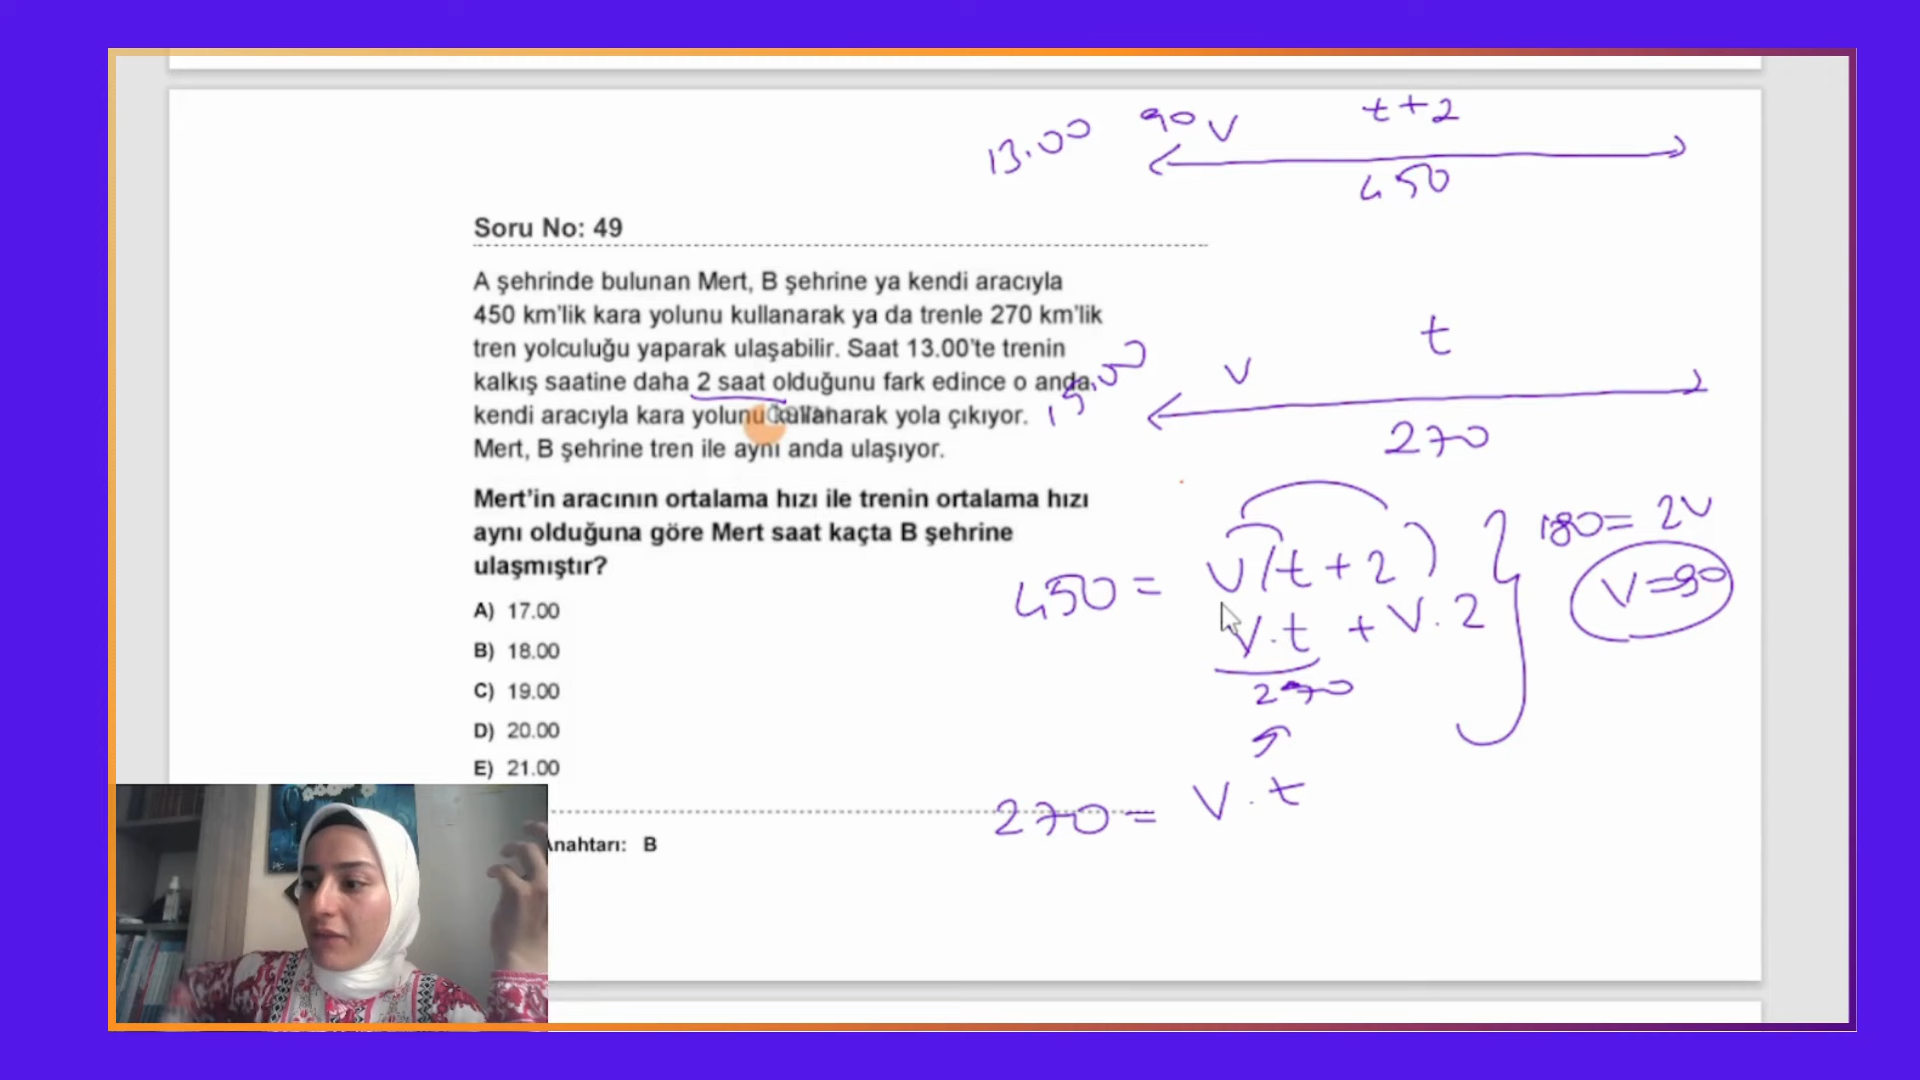 13.00 90 V t+2
450
Soru No: 49
A şehrinde bulunan Mert, B şehrine ya kendi aracıyla
450 km'lik kara yolunu kullanarak ya da trenle 270 km'lik
tren yolculuğu yaparak ulaşabilir. Saat 13.00'te trenin
kalkış saatine daha 2 saat olduğunu fark edince o anda
kendi aracıyla kara yolunu kullanarak yola çıkıyor.
Mert, B şehrine tren ile aynı anda ulaşıyor.
15.00 V t
270
Mert'in aracının ortalama hızı ile trenin ortalama hızı
aynı olduğuna göre Mert saat kaçta B şehrine
ulaşmıştır?
A) 17.00
B) 18.00
C) 19.00
D) 20.00
E) 21.00
450 = V(t+2)
V.t + V.2
270
270 = V.t
180 = 2V
V=90
Anahtarı: B